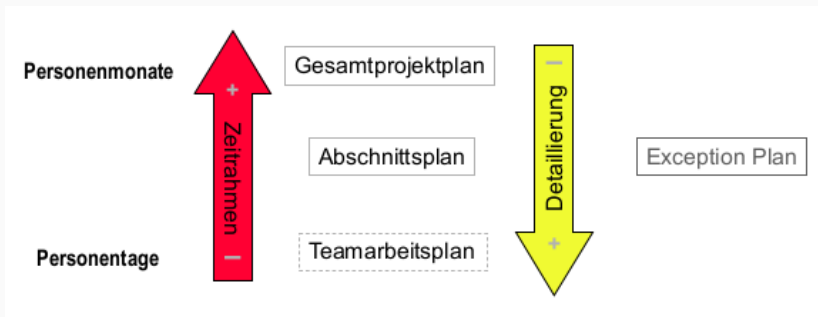 Personenmonate
+
Zeitrahmen
−
Gesamtprojektplan
Abschnittsplan
Teamarbeitsplan
−
Detaillierung
+
Exception Plan
Personentage